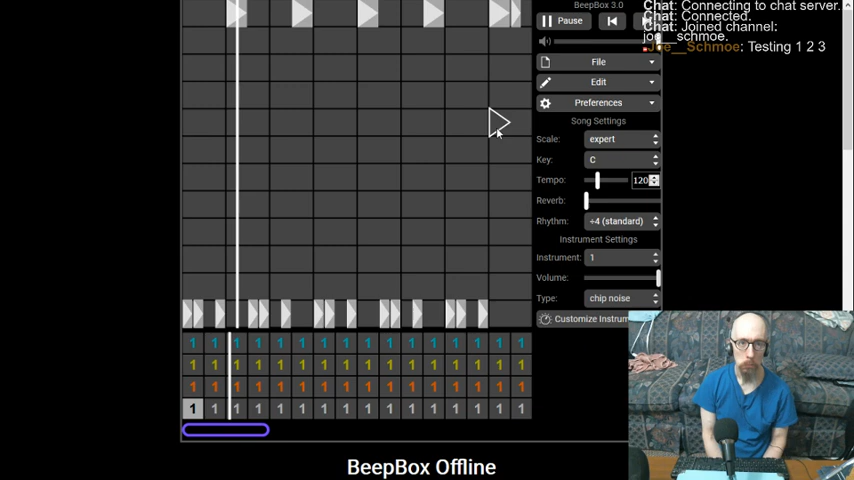 BeepBox 3.0
Chat: Connecting to chat server.
Chat: Connected.
Chat: Joined channel:
joe__schmoe.
Joe__Schmoe: Testing 1 2 3
Pause
File
Edit
Preferences
Song Settings
Scale: expert
Key: C
Tempo: 120
Reverb:
Rhythm: ÷4 (standard)
Instrument Settings
Instrument: 1
Volume:
Type: chip noise
Customize Instrum
1 1 1 1 1 1 1 1 1 1 1 1 1 1 1 1
1 1 1 1 1 1 1 1 1 1 1 1 1 1 1 1
1 1 1 1 1 1 1 1 1 1 1 1 1 1 1 1
1 1 1 1 1 1 1 1 1 1 1 1 1 1 1 1
BeepBox Offline